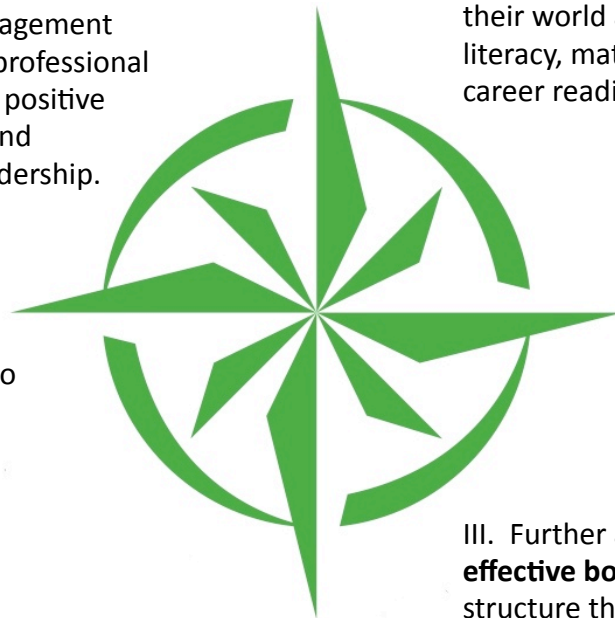 agement
professional
positive
nd
dership.
their world
literacy, mat
career readi
o
III. Further
effective bo
structure th